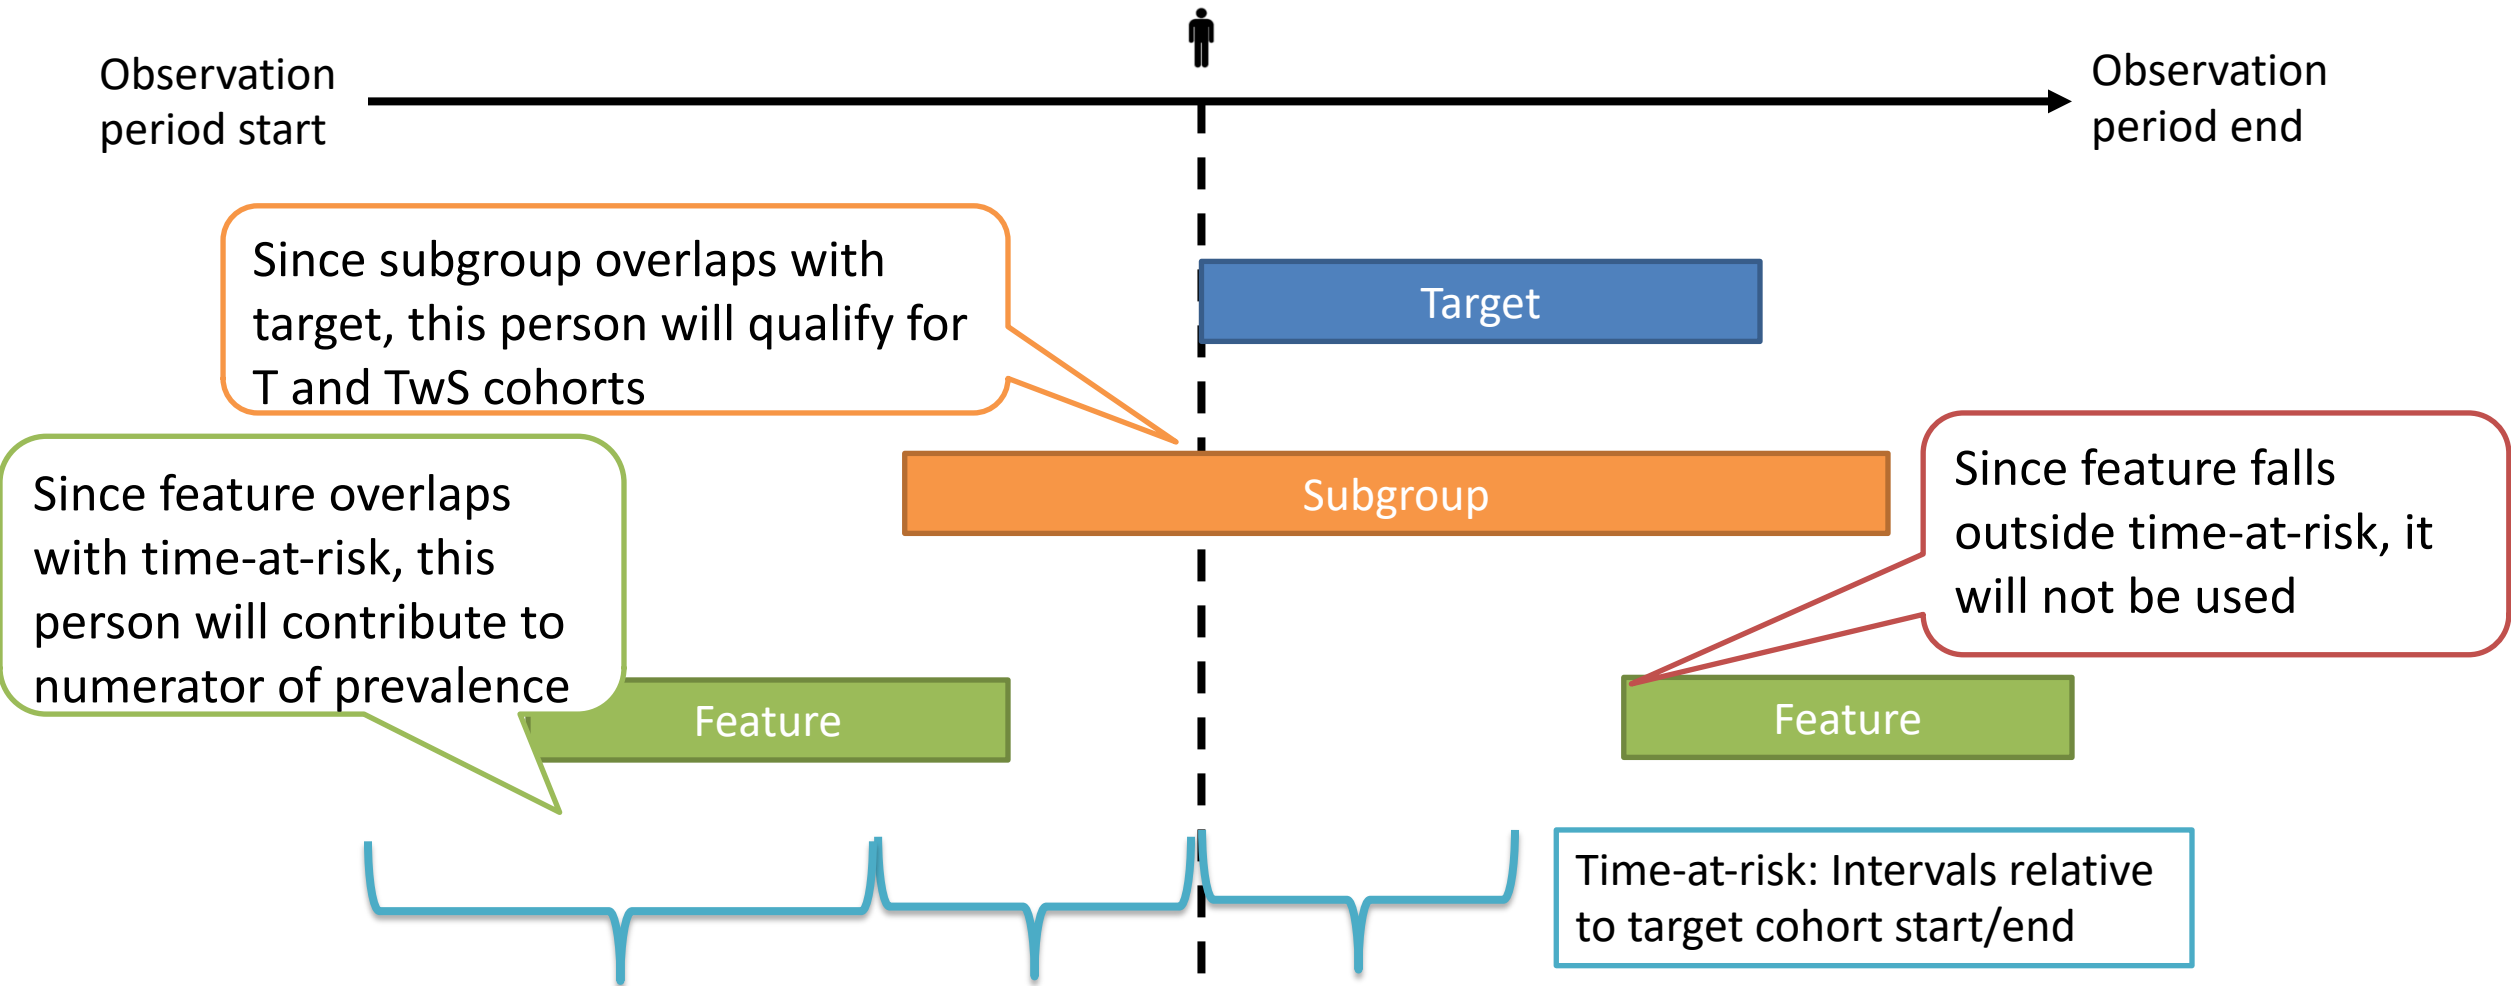 Observation
period start
Observation
period end
Since subgroup overlaps with
target, this person will qualify for
T and TwS cohorts
Target
Since feature overlaps
with time-at-risk, this
person will contribute to
numerator of prevalence
Subgroup
Since feature falls
outside time-at-risk, it
will not be used
Feature
Feature
Time-at-risk: Intervals relative
to target cohort start/end